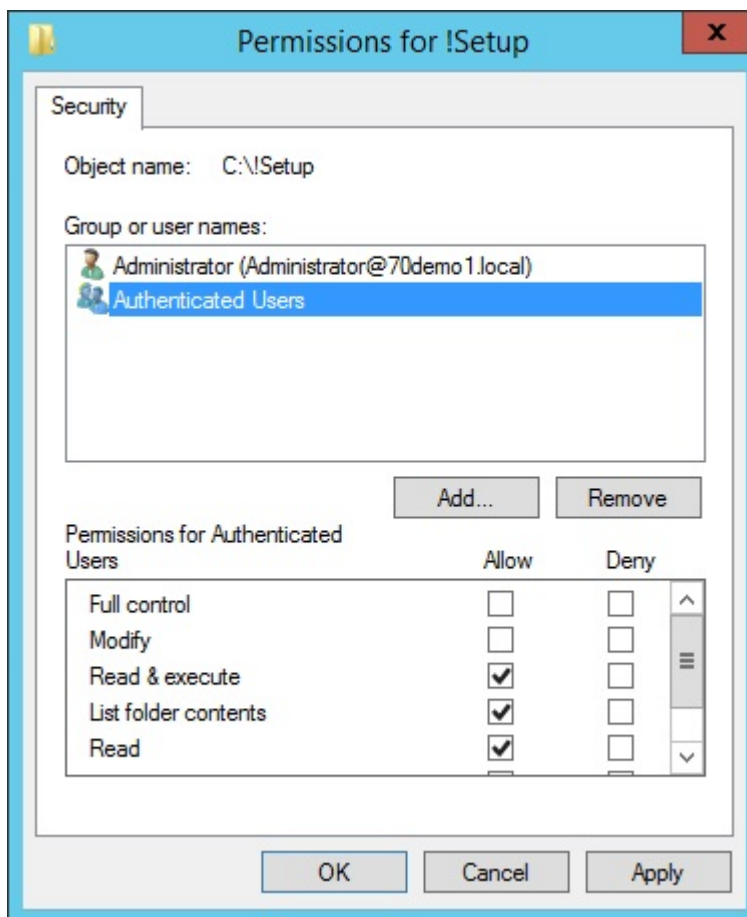 Permissions for !Setup
x
Security
Object name: C:\!Setup
Group or user names:
Administrator (Administrator@70demo1.local)
Authenticated Users
Add... Remove
Permissions for Authenticated
Users Allow Deny
Full control
Modify
Read & execute
List folder contents
Read
OK Cancel Apply